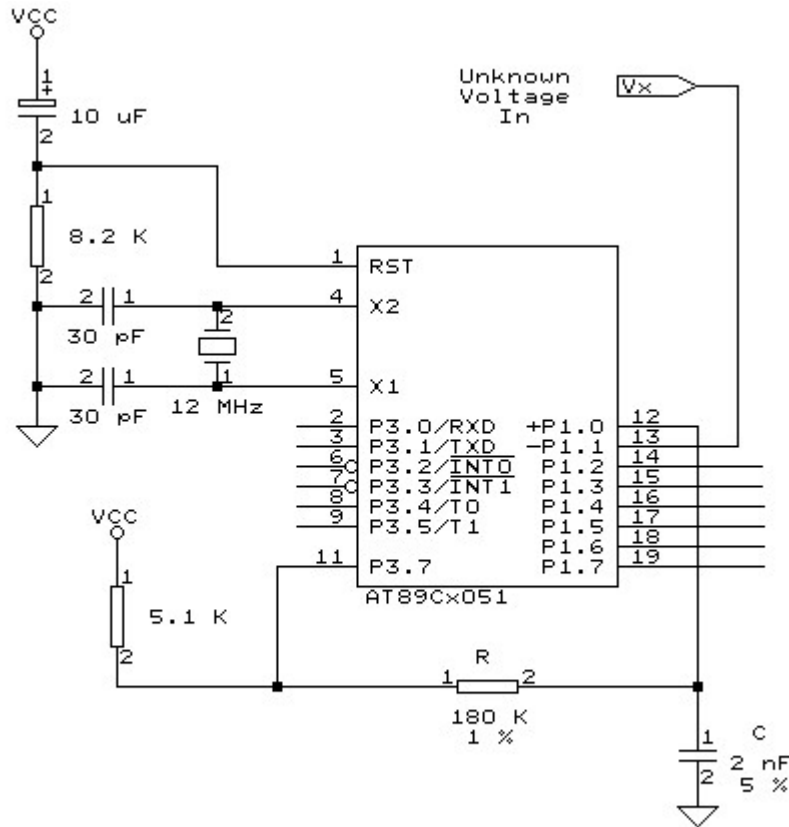 VCC
1
+
10 uF
2
1
8.2 K
2
2 1
30 pF
2 1
30 pF
2
1
12 MHz
Unknown
Voltage
In
Vx
1 RST
4 X2
5 X1
2 P3.0/RXD +P1.0 12
3 P3.1/TXD -P1.1 13
6 P3.2/INT0 P1.2 14
7 P3.3/INT1 P1.3 15
8 P3.4/T0 P1.4 16
9 P3.5/T1 P1.5 17
P1.6 18
11 P3.7 P1.7 19
AT89Cx051
VCC
1
5.1 K
2
R
1 2
180 K
1 %
C
1
2 nF
2
5 %